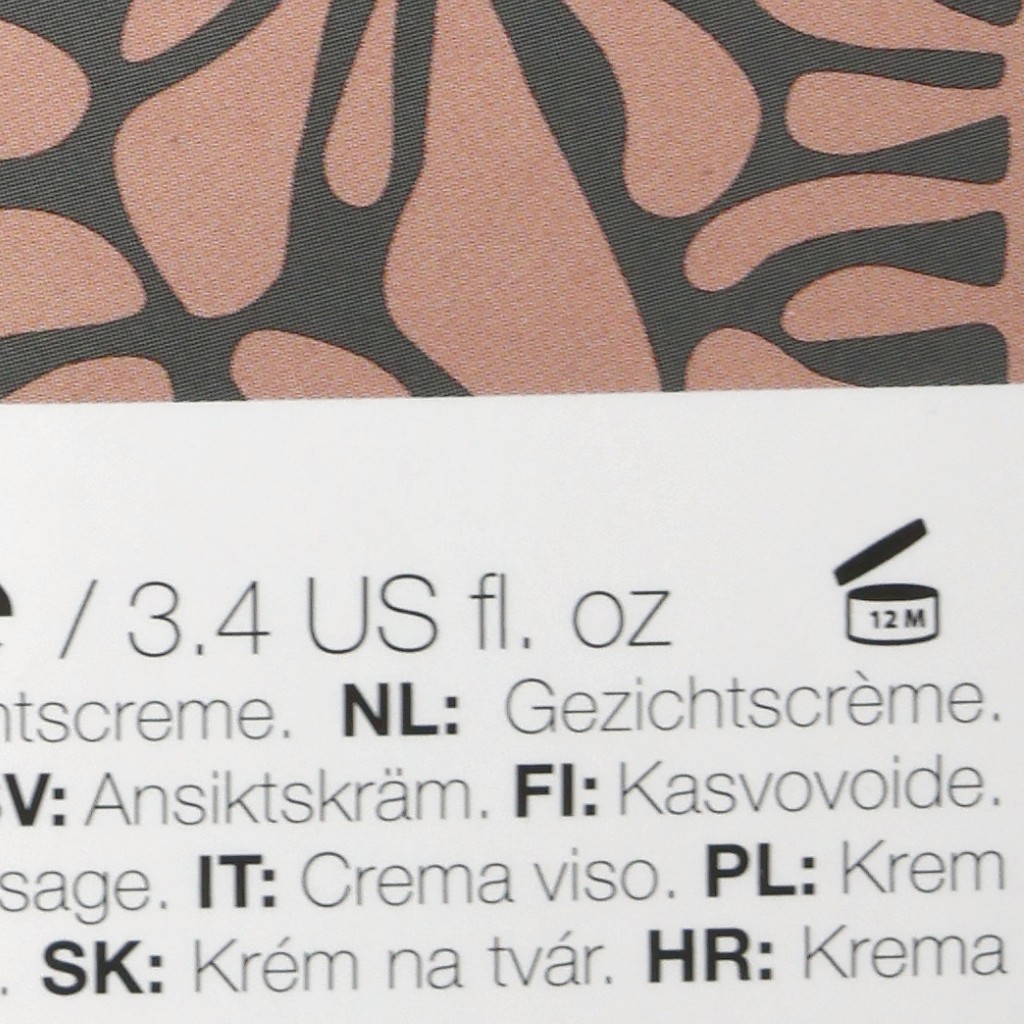 ℮ / 3.4 US fl. oz
12 M
ntscreme. NL: Gezichtscrème.
SV: Ansiktskräm. FI: Kasvovoide.
sage. IT: Crema viso. PL: Krem
. SK: Krém na tvár. HR: Krema